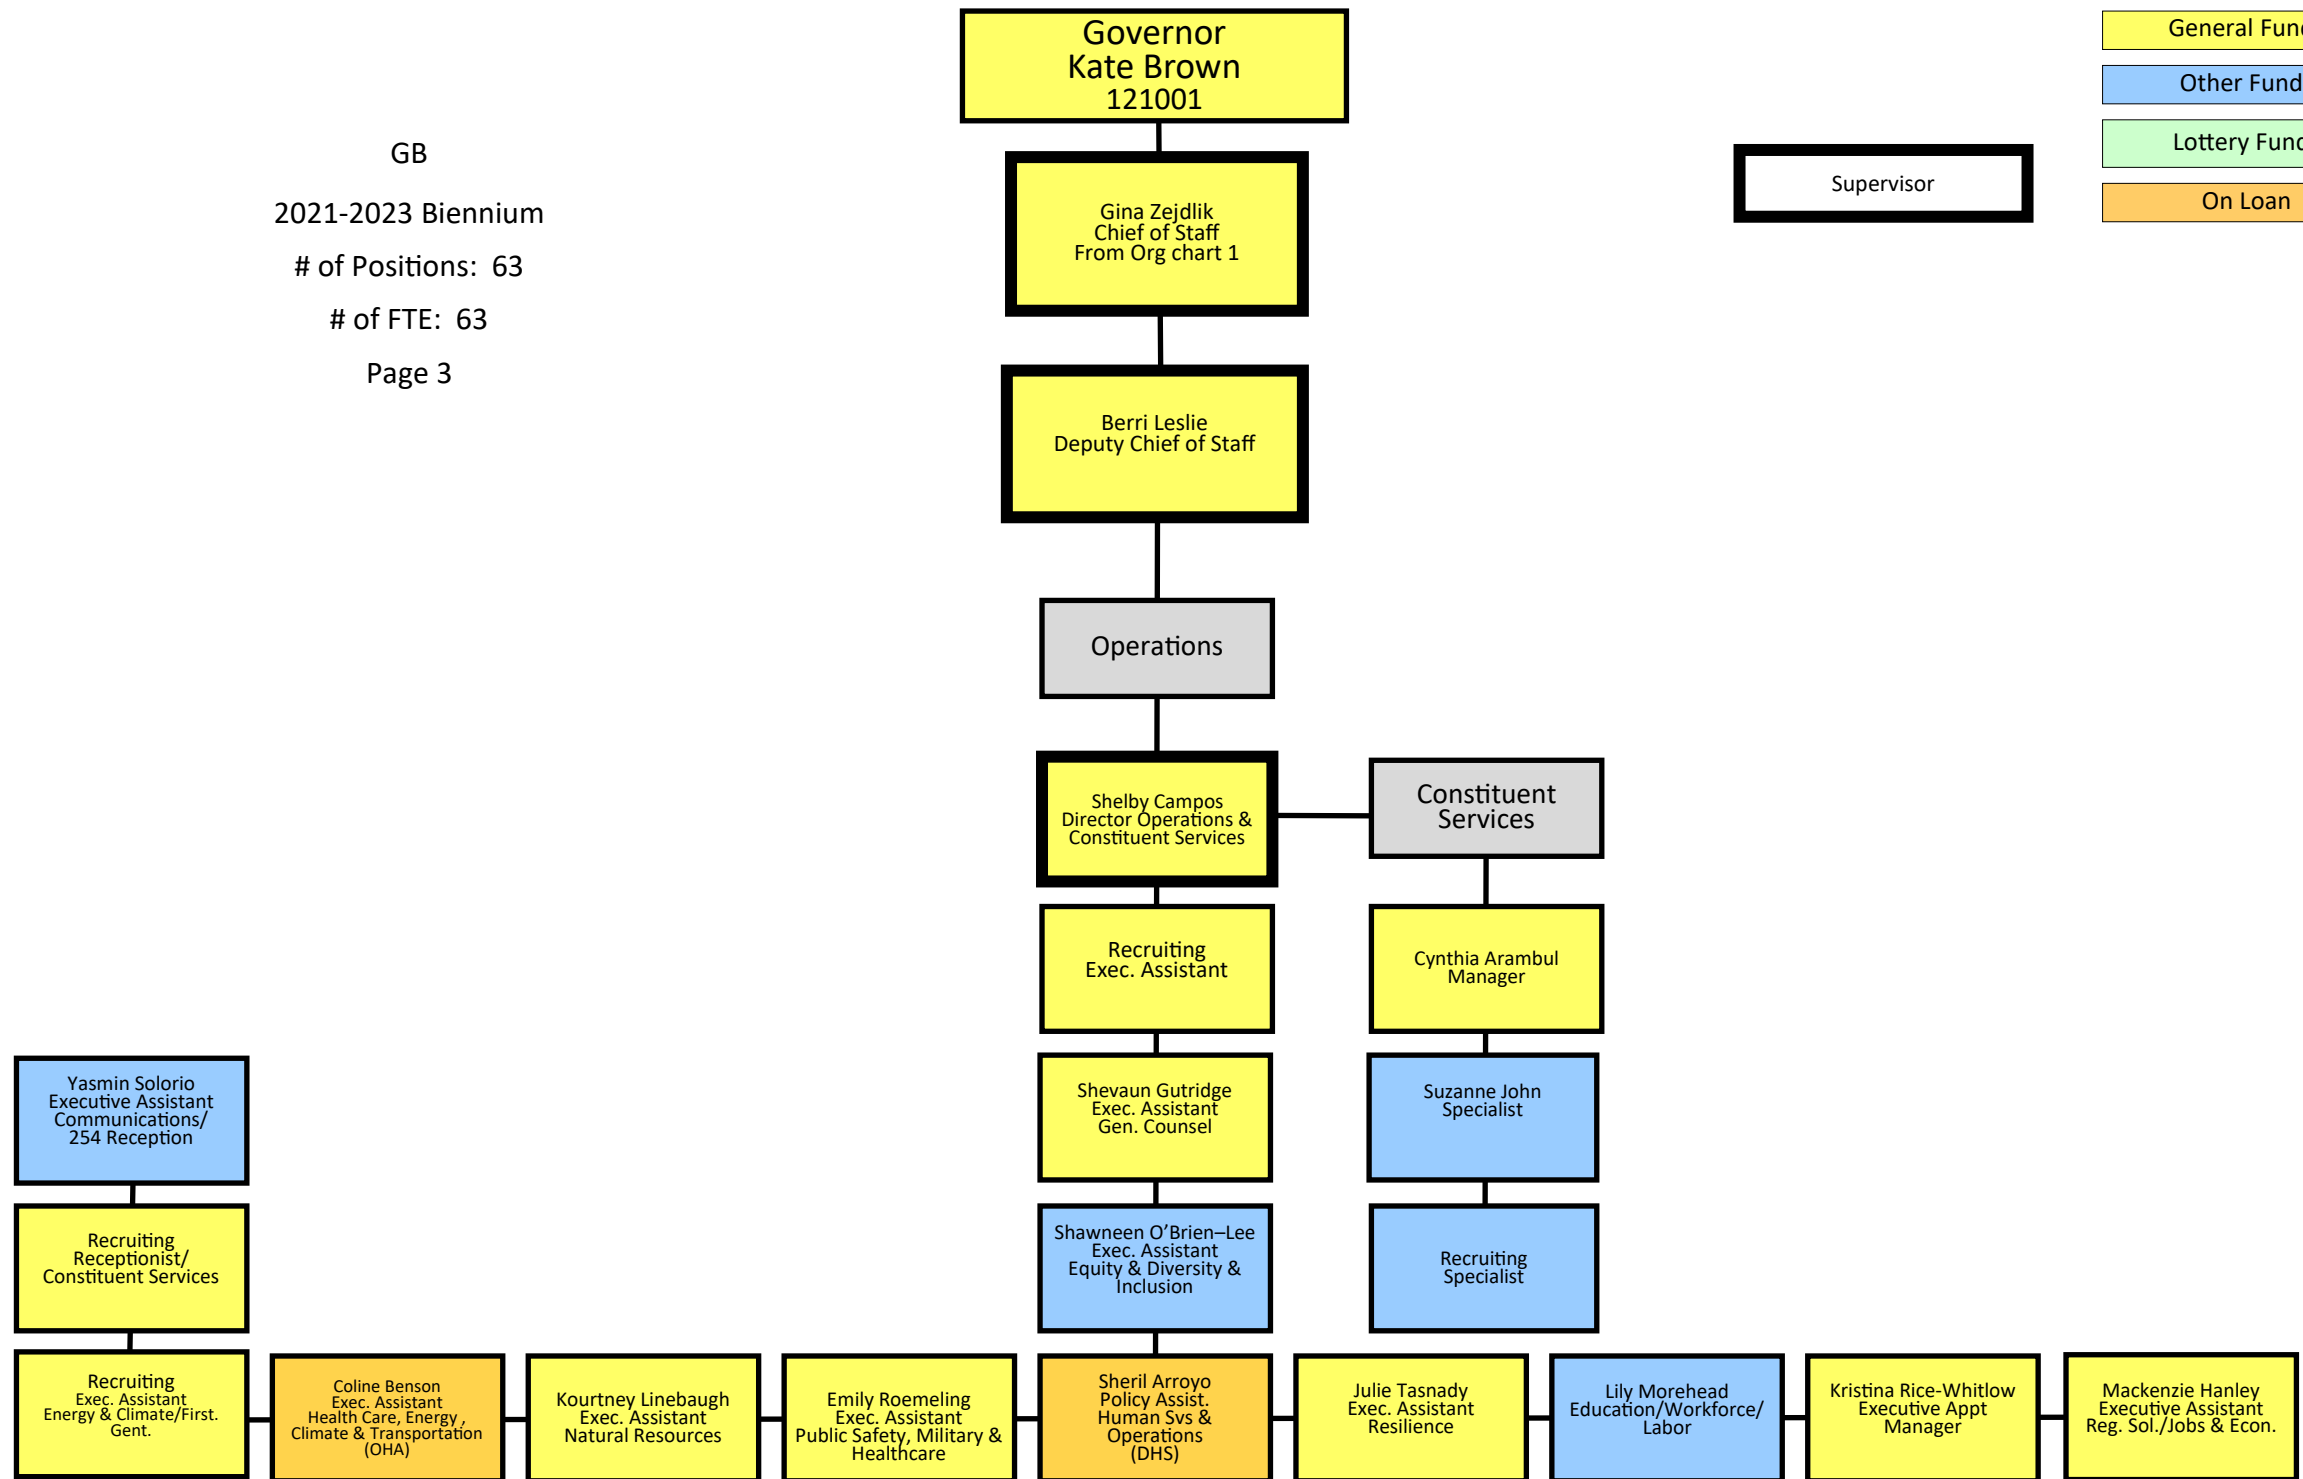 Governor
Kate Brown
121001
General Fund
Other Fund
Lottery Fund
On Loan
Supervisor
GB
2021-2023 Biennium
# of Positions: 63
# of FTE: 63
Page 3
Gina Zejdlik
Chief of Staff
From Org chart 1
Berri Leslie
Deputy Chief of Staff
Operations
Shelby Campos
Director Operations &
Constituent Services
Constituent
Services
Recruiting
Exec. Assistant
Cynthia Arambul
Manager
Yasmin Solorio
Executive Assistant
Communications/
254 Reception
Shevaun Gutridge
Exec. Assistant
Gen. Counsel
Suzanne John
Specialist
Recruiting
Receptionist/
Constituent Services
Shawneen O’Brien–Lee
Exec. Assistant
Equity & Diversity &
Inclusion
Recruiting
Specialist
Recruiting
Exec. Assistant
Energy & Climate/First.
Gent.
Coline Benson
Exec. Assistant
Health Care, Energy ,
Climate & Transportation
(OHA)
Kourtney Linebaugh
Exec. Assistant
Natural Resources
Emily Roemeling
Exec. Assistant
Public Safety, Military &
Healthcare
Sheril Arroyo
Policy Assist.
Human Svs &
Operations
(DHS)
Julie Tasnady
Exec. Assistant
Resilience
Lily Morehead
Education/Workforce/
Labor
Kristina Rice-Whitlow
Executive Appt
Manager
Mackenzie Hanley
Executive Assistant
Reg. Sol./Jobs & Econ.